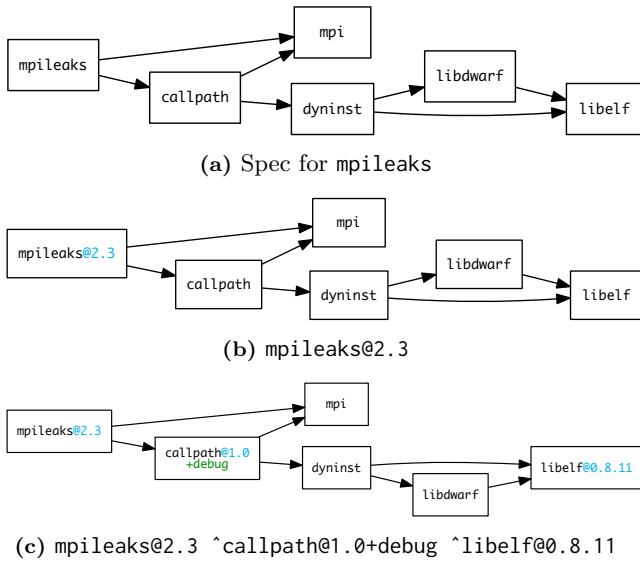 mpi
mpileaks
libdwarf
callpath
dyninst
libelf
(a) Spec for mpileaks
mpi
mpileaks@2.3
libdwarf
callpath
dyninst
libelf
(b) mpileaks@2.3
mpi
mpileaks@2.3
callpath@1.0
+debug
dyninst
libelf@0.8.11
libdwarf
(c) mpileaks@2.3 ^callpath@1.0+debug ^libelf@0.8.11